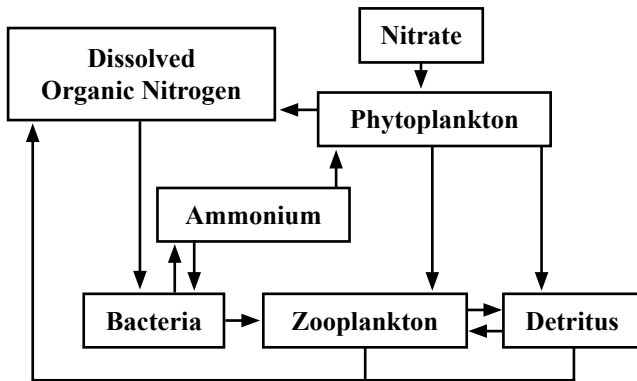 Nitrate
Dissolved
Organic Nitrogen
Phytoplankton
Ammonium
Bacteria
Zooplankton
Detritus